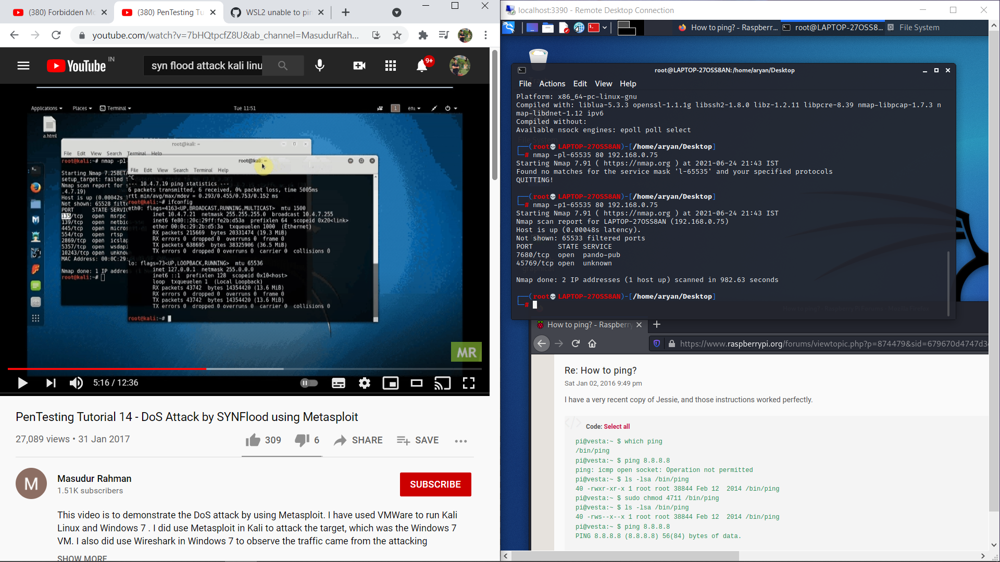 (380) Forbidden Mo
(380) PenTesting Tu
WSL2 unable to pin
youtube.com/watch?v=7bHQtpcfZ8U&ab_channel=MasudurRah...
YouTube
IN
syn flood attack kali linu
9+
Applications
Places
Terminal
Tue 11:51
1
en₁
a.html
root@kali: ~
File Edit View Search Terminal Help
root@kali:~# nmap -p1
Starting Nmap 7.25BET
setup_target: failed
Nmap scan report for
.4.7.19)
Host is up (0.00042s
Not shown: 65528 filte
PORT STATE SERVIC
135/tcp open msrpc
139/tcp open netbio
445/tcp open micros
554/tcp open rtsp
2869/tcp open icslap
5357/tcp open wsdapi
10243/tcp open unknow
MAC Address: 00:0C:29:
Nmap done: 1 IP addres
root@kali:~#
root@kali: ~
File Edit View Search Terminal Help
^C
--- 10.4.7.19 ping statistics ---
6 packets transmitted, 6 received, 0% packet loss, time 5005ms
rtt min/avg/max/mdev = 0.293/0.455/0.753/0.152 ms
root@kali:~# ifconfig
eth0: flags=4163<UP,BROADCAST,RUNNING,MULTICAST> mtu 1500
inet 10.4.7.21 netmask 255.255.255.0 broadcast 10.4.7.255
inet6 fe80::20c:29ff:fe2b:d53a prefixlen 64 scopeid 0x20<link>
ether 00:0c:29:2b:d5:3a txqueuelen 1000 (Ethernet)
RX packets 215669 bytes 20331474 (19.3 MiB)
RX errors 0 dropped 0 overruns 0 frame 0
TX packets 638695 bytes 38325906 (36.5 MiB)
TX errors 0 dropped 0 overruns 0 carrier 0 collisions 0
lo: flags=73<UP,LOOPBACK,RUNNING> mtu 65536
inet 127.0.0.1 netmask 255.0.0.0
inet6 ::1 prefixlen 128 scopeid 0x10<host>
loop txqueuelen 1 (Local Loopback)
RX packets 43742 bytes 14354420 (13.6 MiB)
RX errors 0 dropped 0 overruns 0 frame 0
TX packets 43742 bytes 14354420 (13.6 MiB)
TX errors 0 dropped 0 overruns 0 carrier 0 collisions 0
root@kali:~#
MR
5:16 / 12:36
PenTesting Tutorial 14 - DoS Attack by SYNFlood using Metasploit
27,089 views • 31 Jan 2017
309
6
SHARE
SAVE
M
Masudur Rahman
1.51K subscribers
SUBSCRIBE
This video is to demonstrate the DoS attack by using Metasploit. I have used VMWare to run Kali
Linux and Windows 7 . I did use Metasploit in Kali to attack the target, which was the Windows 7
VM. I also did use Wireshark in Windows 7 to observe the traffic came from the attacking
SHOW MORE
localhost:3390 - Remote Desktop Connection
How to ping? - Raspberr...
root@LAPTOP-27OSS8...
File System
root@LAPTOP-27OSS8AN:/home/aryan/Desktop
File Actions Edit View Help
Platform: x86_64-pc-linux-gnu
Compiled with: liblua-5.3.3 openssl-1.1.1g libssh2-1.8.0 libz-1.2.11 libpcre-8.39 nmap-libpcap-1.7.3 n
map-libdnet-1.12 ipv6
Compiled without:
Available nsock engines: epoll poll select
(root💀LAPTOP-27OSS8AN)-[/home/aryan/Desktop]
# nmap -pl-65535 80 192.168.0.75
Starting Nmap 7.91 ( https://nmap.org ) at 2021-06-24 21:43 IST
Found no matches for the service mask 'l-65535' and your specified protocols
QUITTING!
(root💀LAPTOP-27OSS8AN)-[/home/aryan/Desktop]
# nmap -p1-65535 80 192.168.0.75
Starting Nmap 7.91 ( https://nmap.org ) at 2021-06-24 21:43 IST
Nmap scan report for LAPTOP-27OSS8AN (192.168.0.75)
Host is up (0.00048s latency).
Not shown: 65533 filtered ports
PORT STATE SERVICE
7680/tcp open pando-pub
45769/tcp open unknown
Nmap done: 2 IP addresses (1 host up) scanned in 982.63 seconds
(root💀LAPTOP-27OSS8AN)-[/home/aryan/Desktop]
#
How to ping? - Raspberry
https://www.raspberrypi.org/forums/viewtopic.php?p=874479&sid=679670d4747d3
Re: How to ping?
Sat Jan 02, 2016 9:49 pm
I have a very recent copy of Jessie, and those instructions worked perfectly.
Code: Select all
pi@vesta:~ $ which ping
/bin/ping
pi@vesta:~ $ ping 8.8.8.8
ping: icmp open socket: Operation not permitted
pi@vesta:~ $ ls -lsa /bin/ping
40 -rwxr-xr-x 1 root root 38844 Feb 12 2014 /bin/ping
pi@vesta:~ $ sudo chmod 4711 /bin/ping
pi@vesta:~ $ ls -lsa /bin/ping
40 -rws--x--x 1 root root 38844 Feb 12 2014 /bin/ping
pi@vesta:~ $ ping 8.8.8.8
PING 8.8.8.8 (8.8.8.8) 56(84) bytes of data.